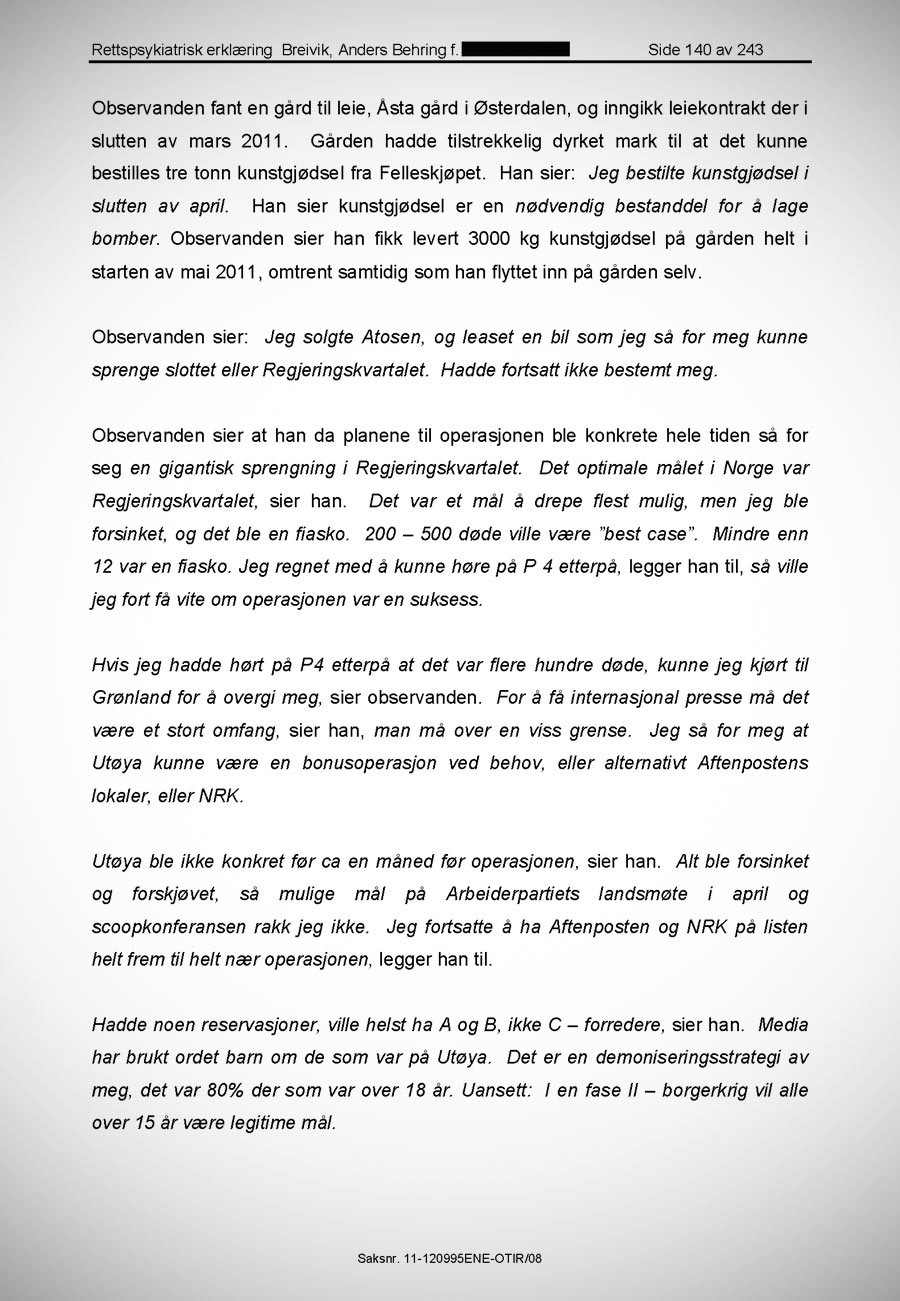 Rettspsykiatrisk erklæring Breivik, Anders Behring f. Side 140 av 243
Observanden fant en gård til leie, Åsta gård i Østerdalen, og inngikk leiekontrakt der i
slutten av mars 2011. Gården hadde tilstrekkelig dyrket mark til at det kunne
bestilles tre tonn kunstgjødsel fra Felleskjøpet. Han sier: Jeg bestilte kunstgjødsel i
slutten av april. Han sier kunstgjødsel er en nødvendig bestanddel for å lage
bomber. Observanden sier han fikk levert 3000 kg kunstgjødsel på gården helt i
starten av mai 2011, omtrent samtidig som han flyttet inn på gården selv.
Observanden sier: Jeg solgte Atosen, og leaset en bil som jeg så for meg kunne
sprenge slottet eller Regjeringskvartalet. Hadde fortsatt ikke bestemt meg.
Observanden sier at han da planene til operasjonen ble konkrete hele tiden så for
seg en gigantisk sprengning i Regjeringskvartalet. Det optimale målet i Norge var
Regjeringskvartalet, sier han. Det var et mål å drepe flest mulig, men jeg ble
forsinket, og det ble en fiasko. 200 – 500 døde ville være ”best case”. Mindre enn
12 var en fiasko. Jeg regnet med å kunne høre på P 4 etterpå, legger han til, så ville
jeg fort få vite om operasjonen var en suksess.
Hvis jeg hadde hørt på P4 etterpå at det var flere hundre døde, kunne jeg kjørt til
Grønland for å overgi meg, sier observanden. For å få internasjonal presse må det
være et stort omfang, sier han, man må over en viss grense. Jeg så for meg at
Utøya kunne være en bonusoperasjon ved behov, eller alternativt Aftenpostens
lokaler, eller NRK.
Utøya ble ikke konkret før ca en måned før operasjonen, sier han. Alt ble forsinket
og forskjøvet, så mulige mål på Arbeiderpartiets landsmøte i april og
scoopkonferansen rakk jeg ikke. Jeg fortsatte å ha Aftenposten og NRK på listen
helt frem til helt nær operasjonen, legger han til.
Hadde noen reservasjoner, ville helst ha A og B, ikke C – forredere, sier han. Media
har brukt ordet barn om de som var på Utøya. Det er en demoniseringsstrategi av
meg, det var 80% der som var over 18 år. Uansett: I en fase II – borgerkrig vil alle
over 15 år være legitime mål.
Saksnr. 11-120995ENE-OTIR/08